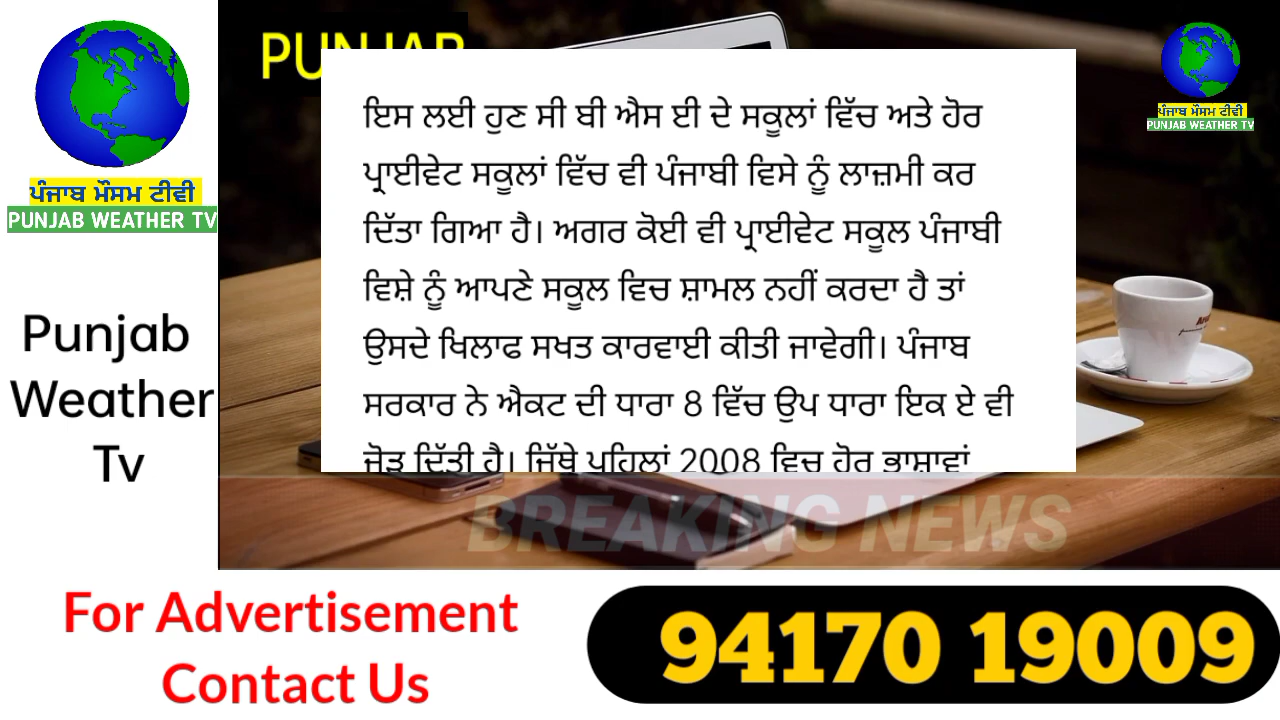 ਪੰਜਾਬ ਮੌਸਮ ਟੀਵੀ
PUNJAB WEATHER TV
Punjab
Weather
Tv
PUNJAB
ਇਸ ਲਈ ਹੁਣ ਸੀ ਬੀ ਐਸ ਈ ਦੇ ਸਕੂਲਾਂ ਵਿੱਚ ਅਤੇ ਹੋਰ
ਪ੍ਰਾਈਵੇਟ ਸਕੂਲਾਂ ਵਿੱਚ ਵੀ ਪੰਜਾਬੀ ਵਿਸੇ ਨੂੰ ਲਾਜ਼ਮੀ ਕਰ
ਦਿੱਤਾ ਗਿਆ ਹੈ। ਅਗਰ ਕੋਈ ਵੀ ਪ੍ਰਾਈਵੇਟ ਸਕੂਲ ਪੰਜਾਬੀ
ਵਿਸ਼ੇ ਨੂੰ ਆਪਣੇ ਸਕੂਲ ਵਿਚ ਸ਼ਾਮਲ ਨਹੀਂ ਕਰਦਾ ਹੈ ਤਾਂ
ਉਸਦੇ ਖਿਲਾਫ ਸਖਤ ਕਾਰਵਾਈ ਕੀਤੀ ਜਾਵੇਗੀ। ਪੰਜਾਬ
ਸਰਕਾਰ ਨੇ ਐਕਟ ਦੀ ਧਾਰਾ 8 ਵਿੱਚ ਉਪ ਧਾਰਾ ਇਕ ਏ ਵੀ
ਜੋੜ ਦਿੱਤੀ ਹੈ। ਜਿੱਥੇ ਪਹਿਲਾਂ 2008 ਵਿਚ ਹੋਰ ਭਾਸ਼ਾਵਾਂ
ਪੰਜਾਬ ਮੌਸਮ ਟੀਵੀ
PUNJAB WEATHER TV
BREAKING NEWS
For Advertisement
Contact Us
94170 19009